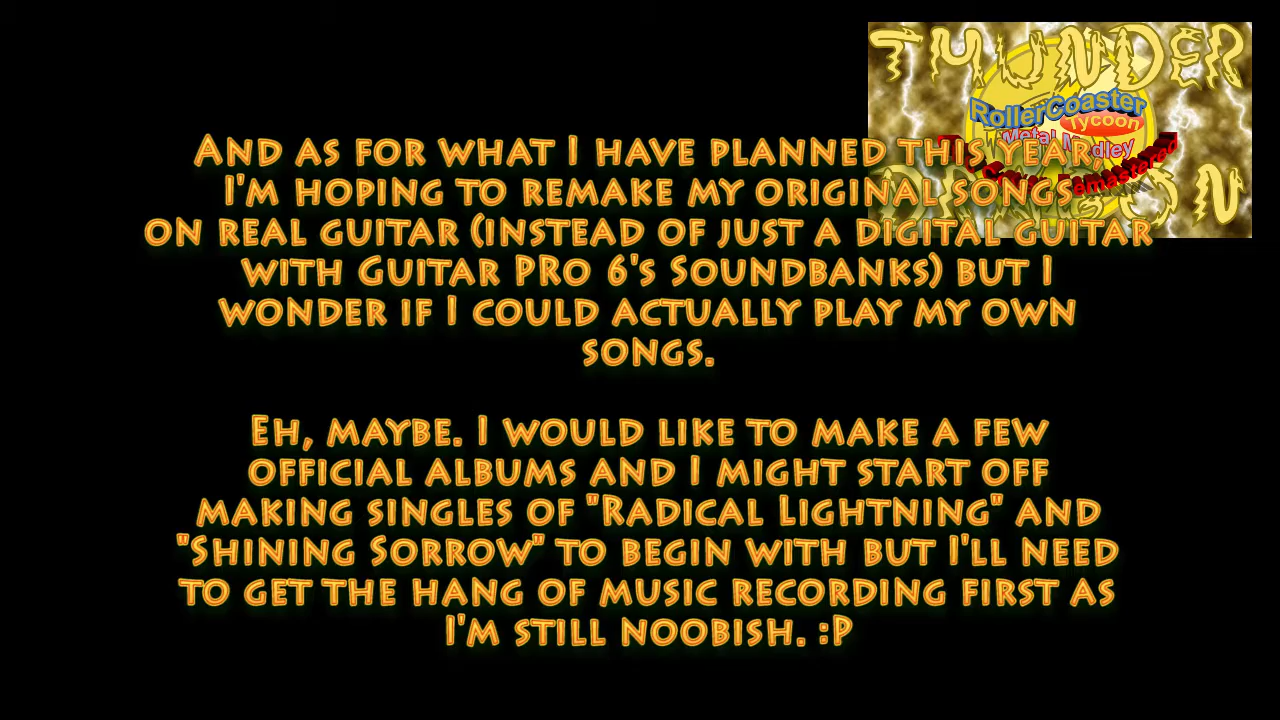 THUNDER
RollerCoaster
Tycoon
Metal Medley
Remastered
And as for what I have planned this year,
I'm hoping to remake my original songs
on real guitar (instead of just a digital guitar
with Guitar Pro 6's Soundbanks) but I
wonder if I could actually play my own
songs.
Eh, maybe. I would like to make a few
official albums and I might start off
making singles of "Radical Lightning" and
"Shining Sorrow" to begin with but I'll need
to get the hang of music recording first as
I'm still noobish. :P